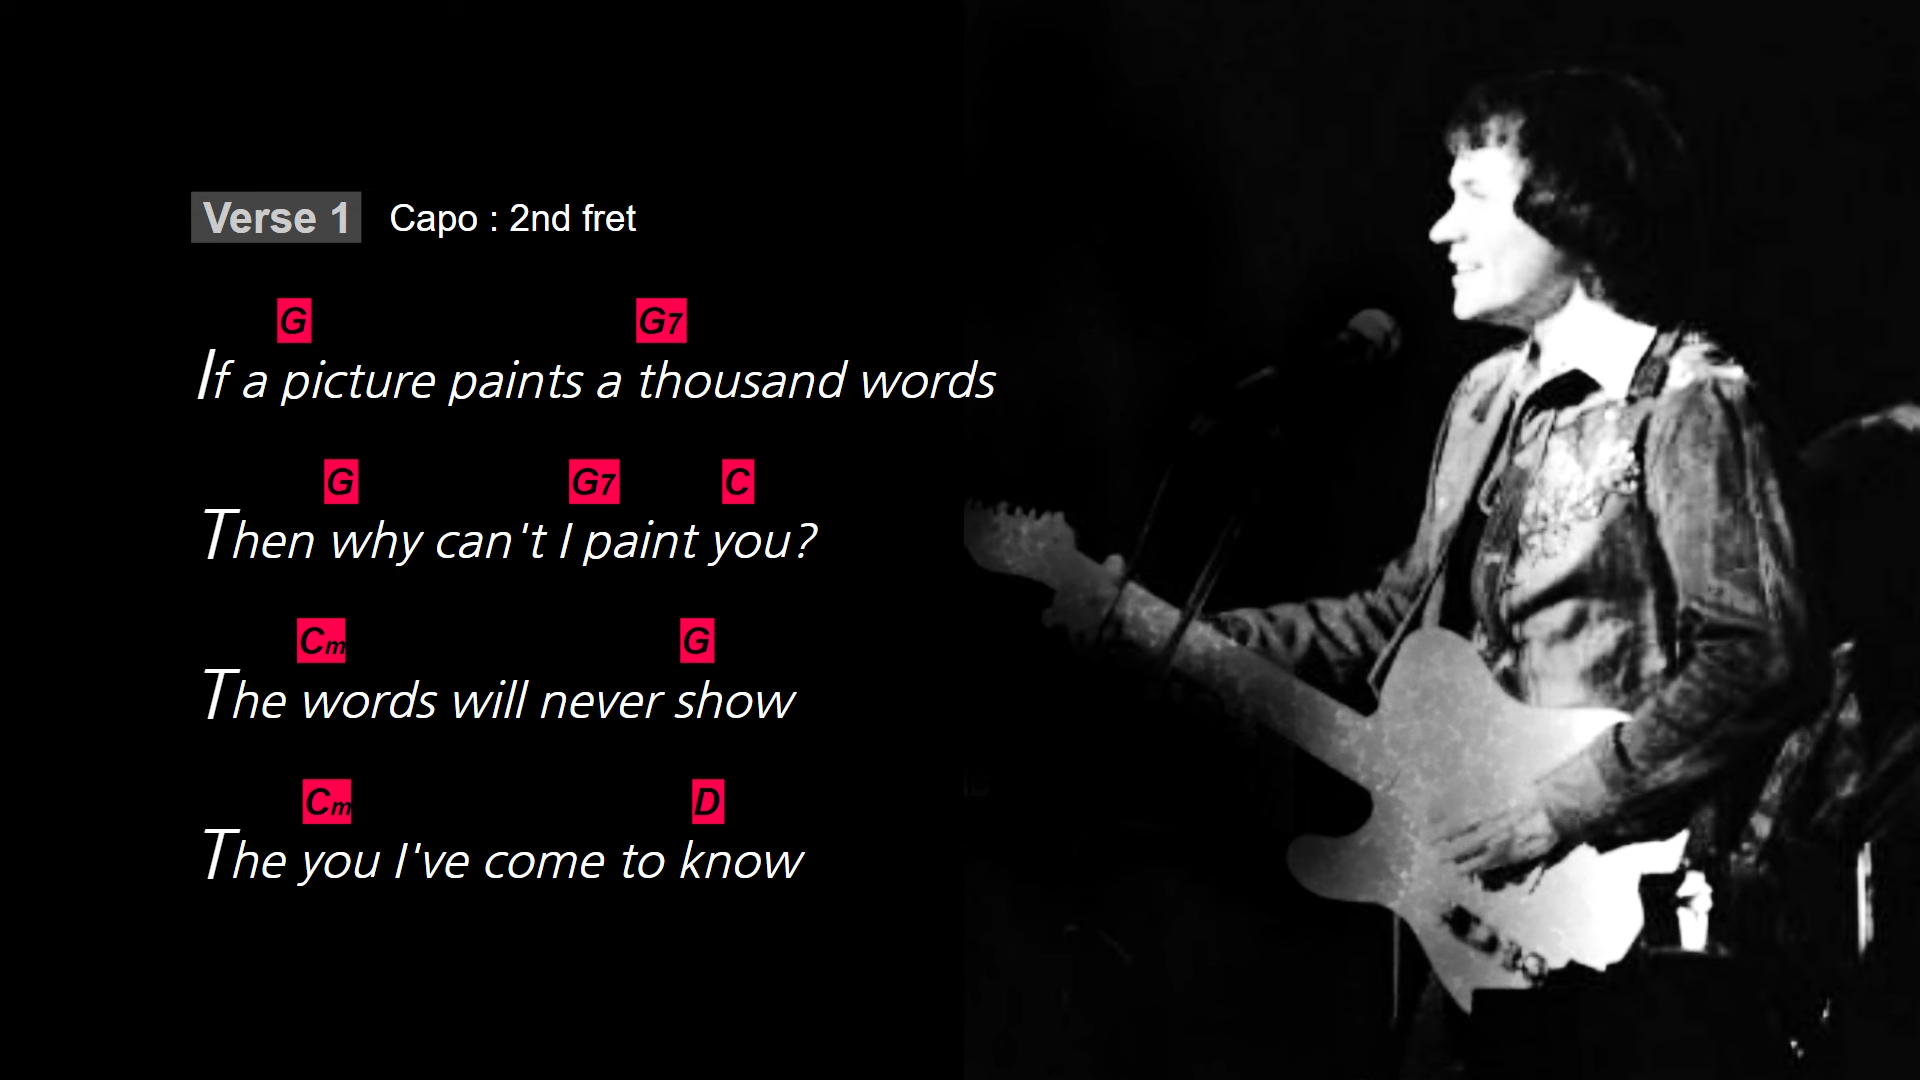 Verse 1 Capo : 2nd fret
G G7
If a picture paints a thousand words
G G7 C
Then why can't I paint you?
Cm G
The words will never show
Cm D
The you I've come to know